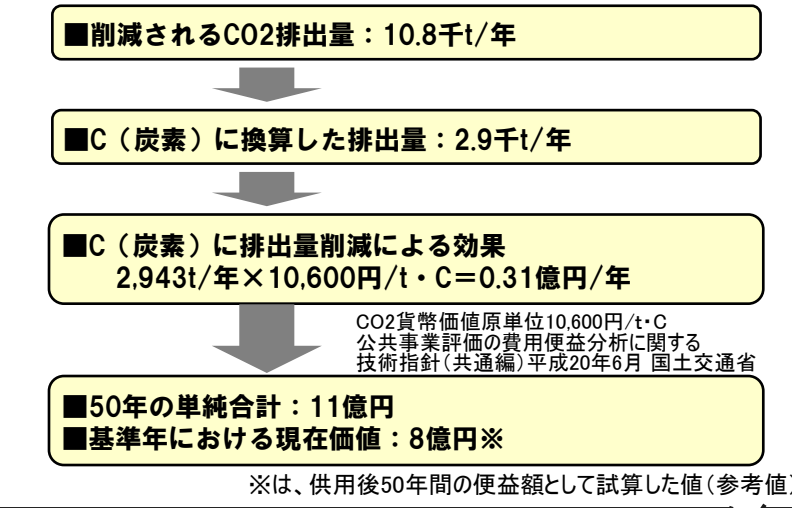 ■削減されるCO2排出量：10.8千t/年
■C（炭素）に換算した排出量：2.9千t/年
■C（炭素）に排出量削減による効果
2,943t/年×10,600円/t・C＝0.31億円/年
CO2貨幣価値原単位10,600円/t・C
公共事業評価の費用便益分析に関する
技術指針（共通編）平成20年6月 国土交通省
■50年の単純合計：11億円
■基準年における現在価値：8億円※
※は、供用後50年間の便益額として試算した値（参考値）